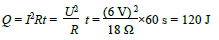 Q = I²Rt = U²/R t = (6 V)²/18 Ω × 60 s = 120 J